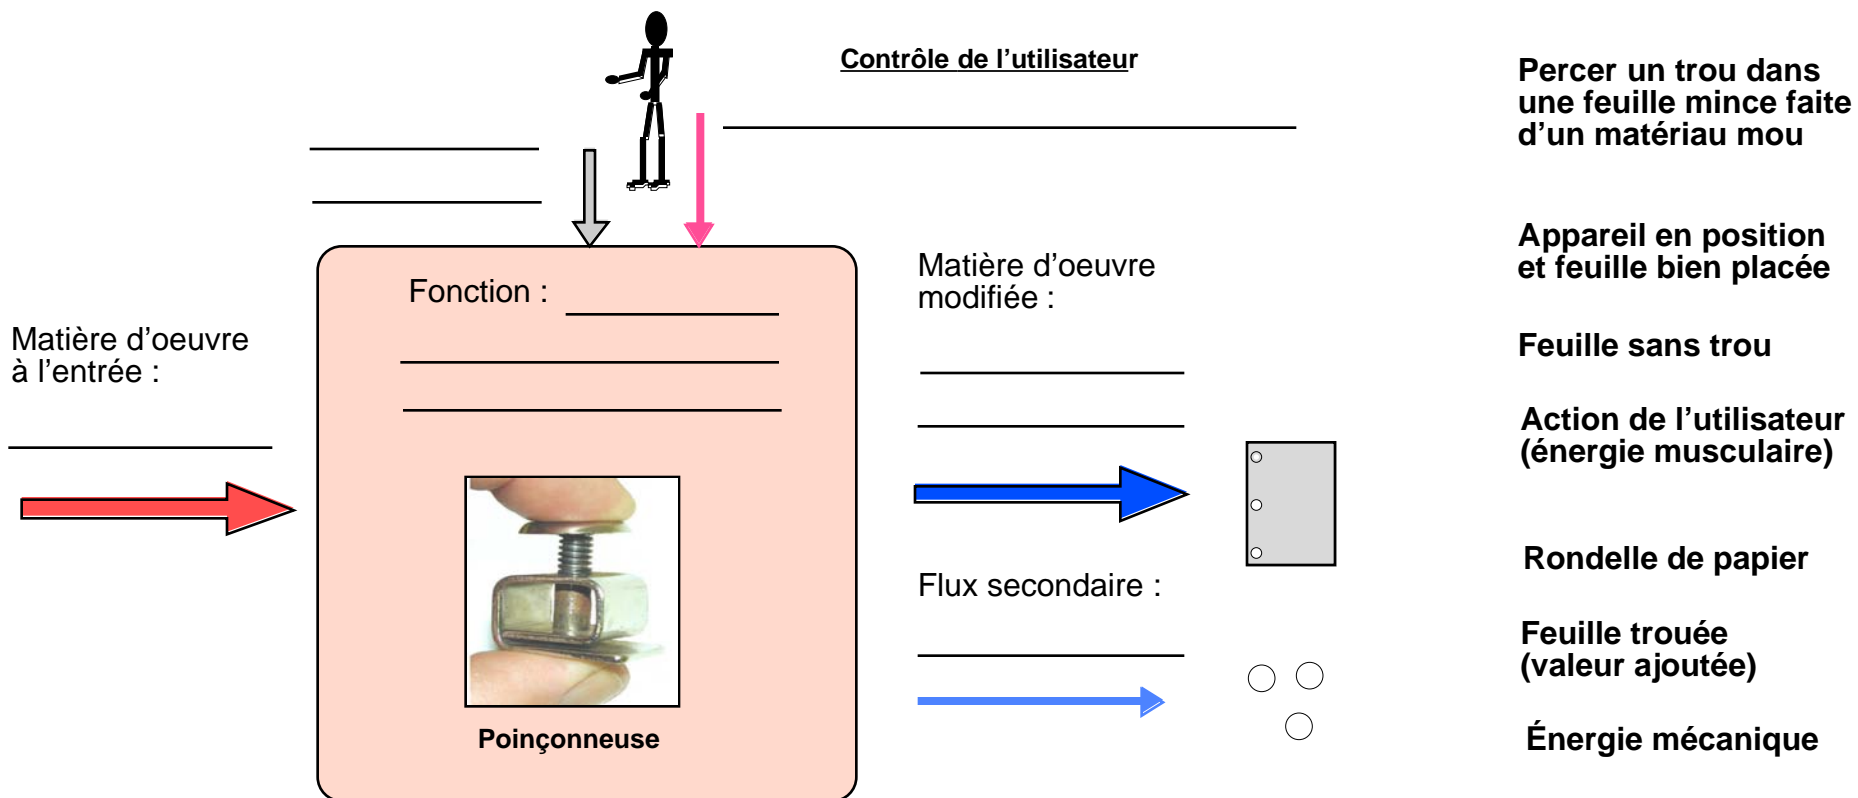 Contrôle de l’utilisateur
Fonction :
Matière d’oeuvre
à l’entrée :
Poinçonneuse
Matière d’oeuvre
modifiée :
Flux secondaire :
Percer un trou dans
une feuille mince faite
d’un matériau mou
Appareil en position
et feuille bien placée
Feuille sans trou
Action de l’utilisateur
(énergie musculaire)
Rondelle de papier
Feuille trouée
(valeur ajoutée)
Énergie mécanique